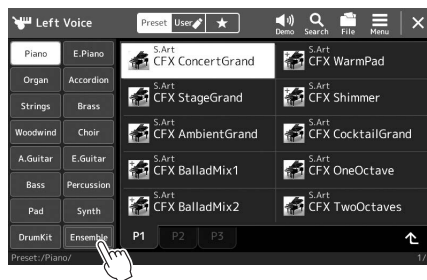 Left Voice
Preset User ★
Demo Search File Menu ×
Piano E.Piano
Organ Accordion
Strings Brass
Woodwind Choir
A.Guitar E.Guitar
Bass Percussion
Pad Synth
DrumKit Ensemble
S.Art
CFX ConcertGrand
S.Art
CFX WarmPad
S.Art
CFX StageGrand
S.Art
CFX Shimmer
S.Art
CFX AmbientGrand
S.Art
CFX CocktailGrand
S.Art
CFX BalladMix1
S.Art
CFX OneOctave
S.Art
CFX BalladMix2
S.Art
CFX TwoOctaves
P1 P2 P3
Preset:/Piano/
1/